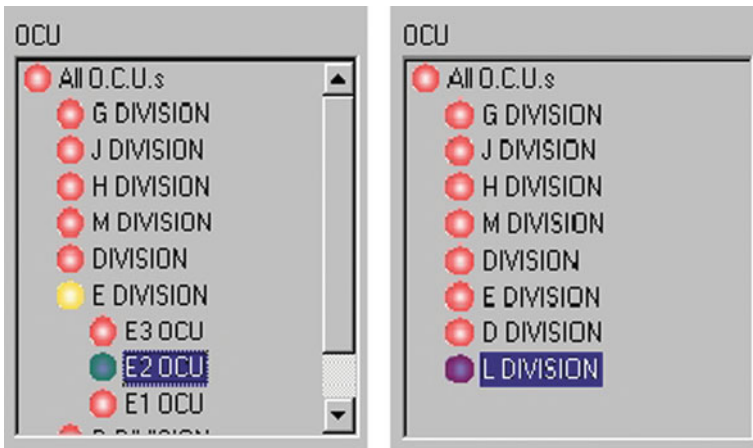 OCU
All O.C.U.s
G DIVISION
J DIVISION
H DIVISION
M DIVISION
DIVISION
E DIVISION
E3 OCU
E2 OCU
E1 OCU
OCU
All O.C.U.s
G DIVISION
J DIVISION
H DIVISION
M DIVISION
DIVISION
E DIVISION
D DIVISION
L DIVISION